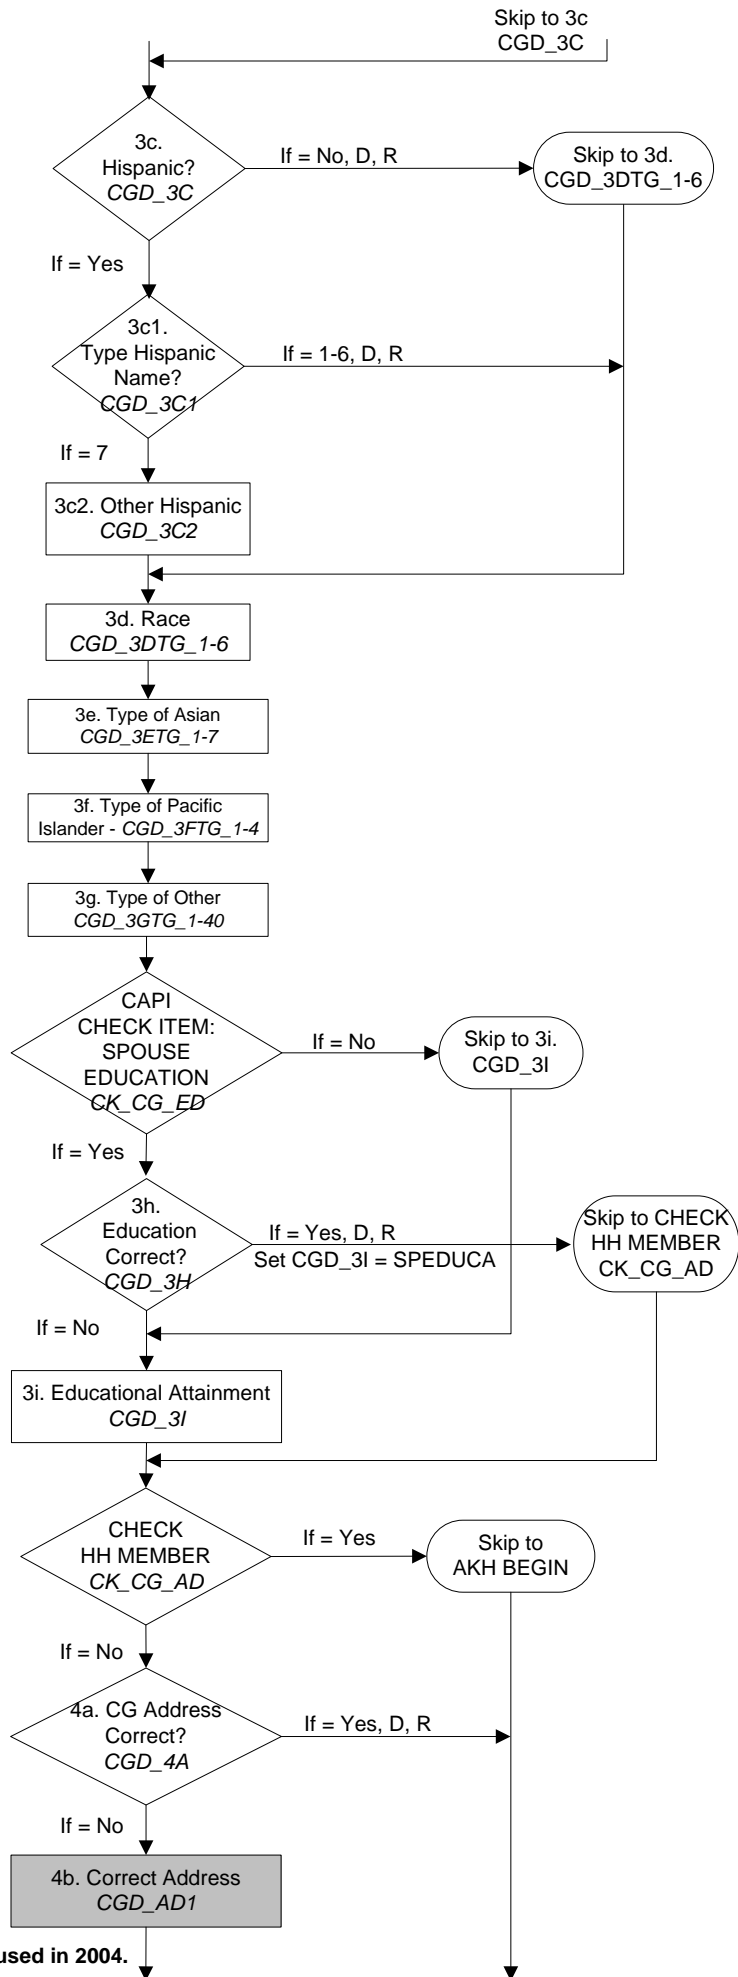 Skip to 3c
CGD_3C
3c.
Hispanic?
CGD_3C
If = No, D, R
Skip to 3d.
CGD_3DTG_1-6
If = Yes
3c1.
Type Hispanic
Name?
CGD_3C1
If = 1-6, D, R
If = 7
3c2. Other Hispanic
CGD_3C2
3d. Race
CGD_3DTG_1-6
3e. Type of Asian
CGD_3ETG_1-7
3f. Type of Pacific
Islander - CGD_3FTG_1-4
3g. Type of Other
CGD_3GTG_1-40
CAPI
CHECK ITEM:
SPOUSE
EDUCATION
CK_CG_ED
If = No
Skip to 3i.
CGD_3I
If = Yes
3h.
Education
Correct?
CGD_3H
If = Yes, D, R
Set CGD_3I = SPEDUCA
Skip to CHECK
HH MEMBER
CK_CG_AD
If = No
3i. Educational Attainment
CGD_3I
CHECK
HH MEMBER
CK_CG_AD
If = Yes
Skip to
AKH BEGIN
If = No
4a. CG Address
Correct?
CGD_4A
If = Yes, D, R
If = No
4b. Correct Address
CGD_AD1
used in 2004.